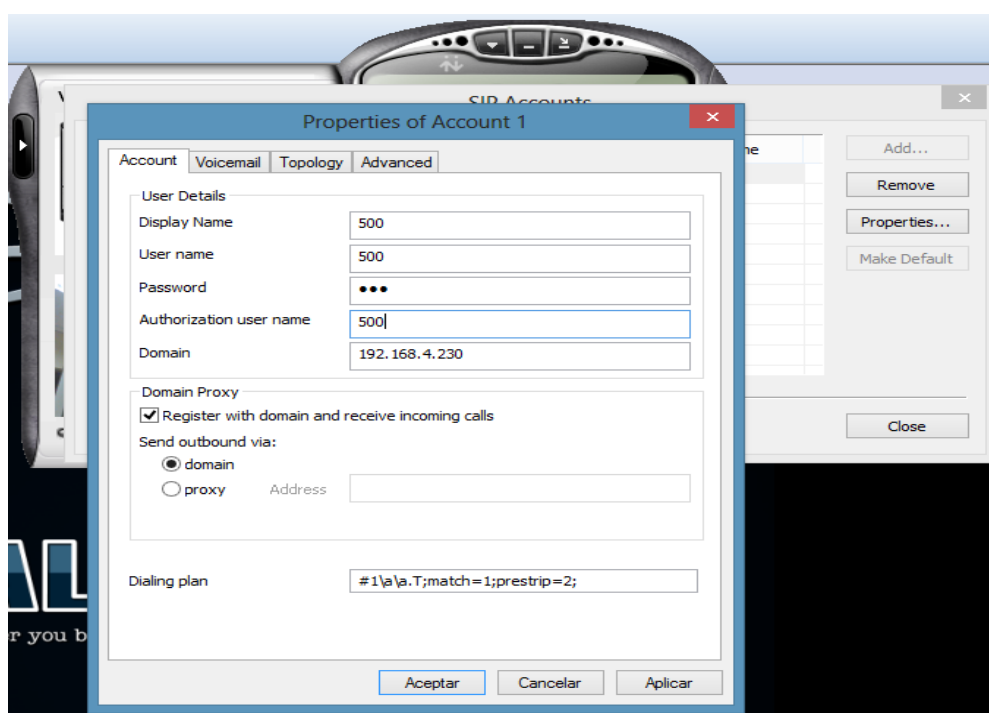 SIP Accounts
Properties of Account 1
Account Voicemail Topology Advanced
User Details
Display Name 500
User name 500
Password ●●●
Authorization user name 500
Domain 192.168.4.230
Domain Proxy
Register with domain and receive incoming calls
Send outbound via:
domain
proxy Address
Dialing plan #1\a\a.T;match=1;prestrip=2;
Aceptar Cancelar Aplicar
Add...
Remove
Properties...
Make Default
Close
r you b